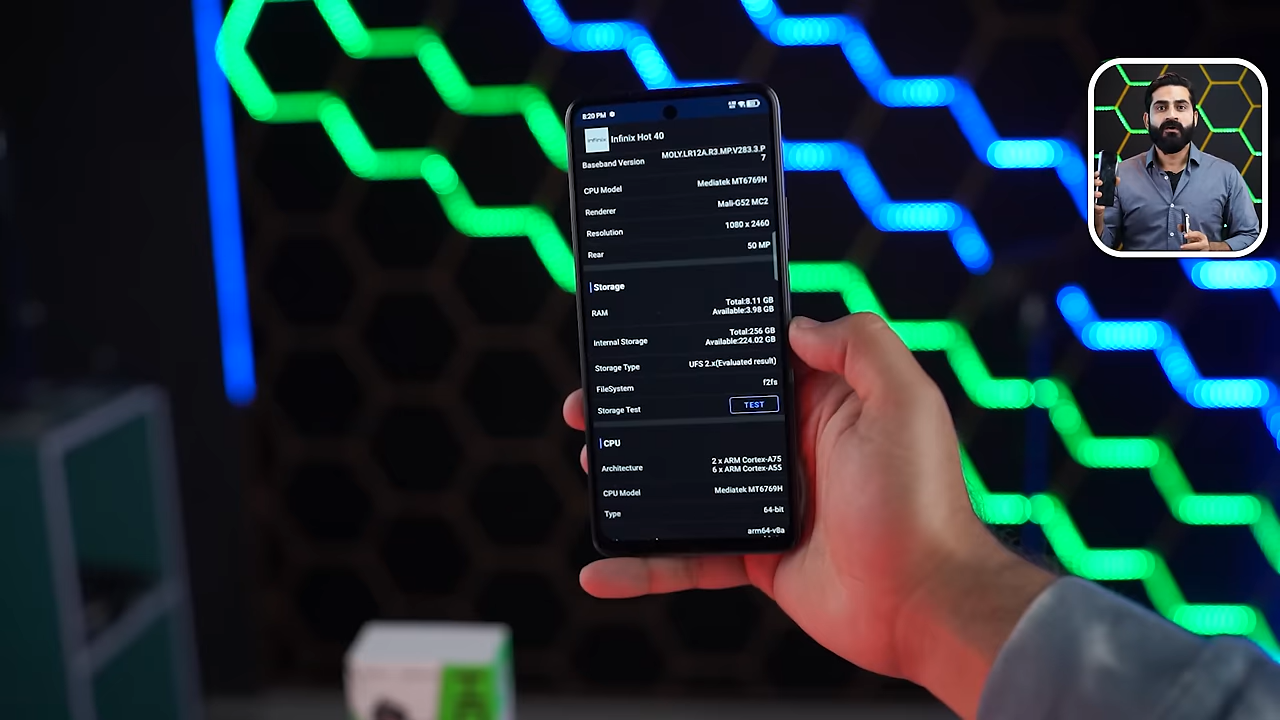 8:20 PM
infinix Infinix Hot 40
Baseband Version MOLY.LR12A.R3.MP.V283.3.P
7
CPU Model Mediatek MT6769H
Renderer Mali-G52 MC2
Resolution 1080 x 2460
Rear 50 MP
Storage
RAM Total:8.11 GB
Available:3.98 GB
Internal Storage Total:256 GB
Available:224.02 GB
Storage Type UFS 2.x(Evaluated result)
FileSystem f2fs
Storage Test TEST
CPU
Architecture 2 x ARM Cortex-A75
6 x ARM Cortex-A55
CPU Model Mediatek MT6769H
Type 64-bit
arm64-v8a